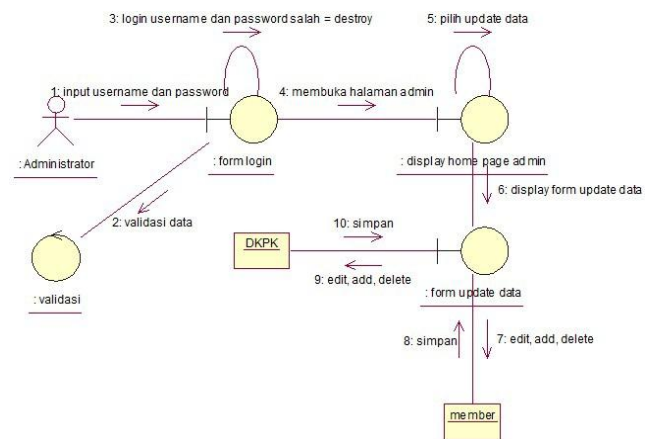 3: login username dan password salah = destroy
5: pilih update data
1: input username dan password
4: membuka halaman admin
: Administrator
: form login
: display home page admin
6: display form update data
2: validasi data
10: simpan
DKPK
9: edit, add, delete
: validasi
: form update data
8: simpan
7: edit, add, delete
member